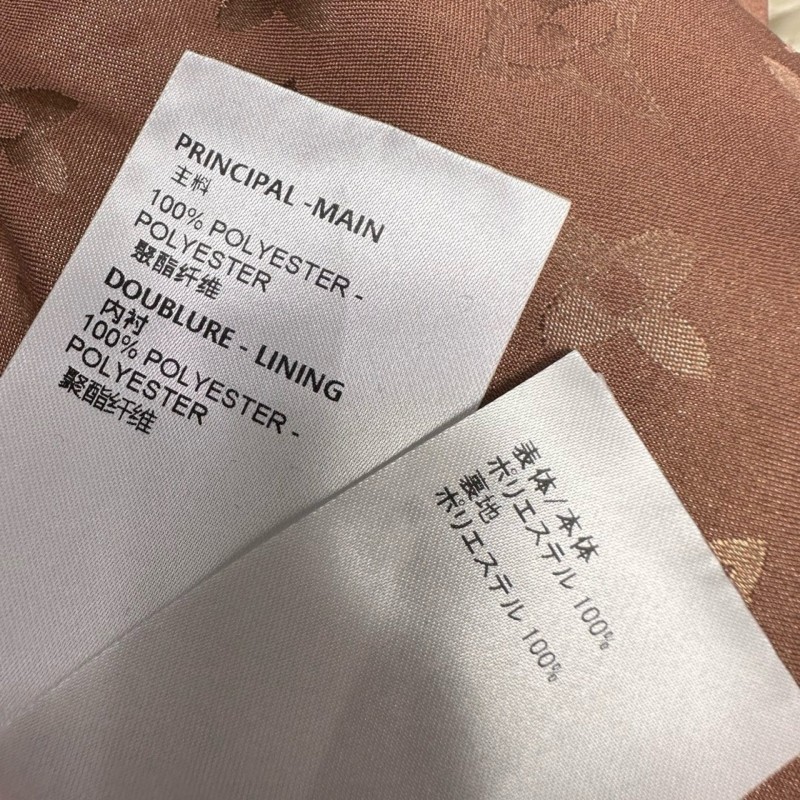 PRINCIPAL -MAIN
主料
100% POLYESTER -
POLYESTER
聚酯纤维
DOUBLURE - LINING
内衬
100% POLYESTER -
POLYESTER
聚酯纤维
表体/本体
ポリエステル 100%
裏地
ポリエステル 100%